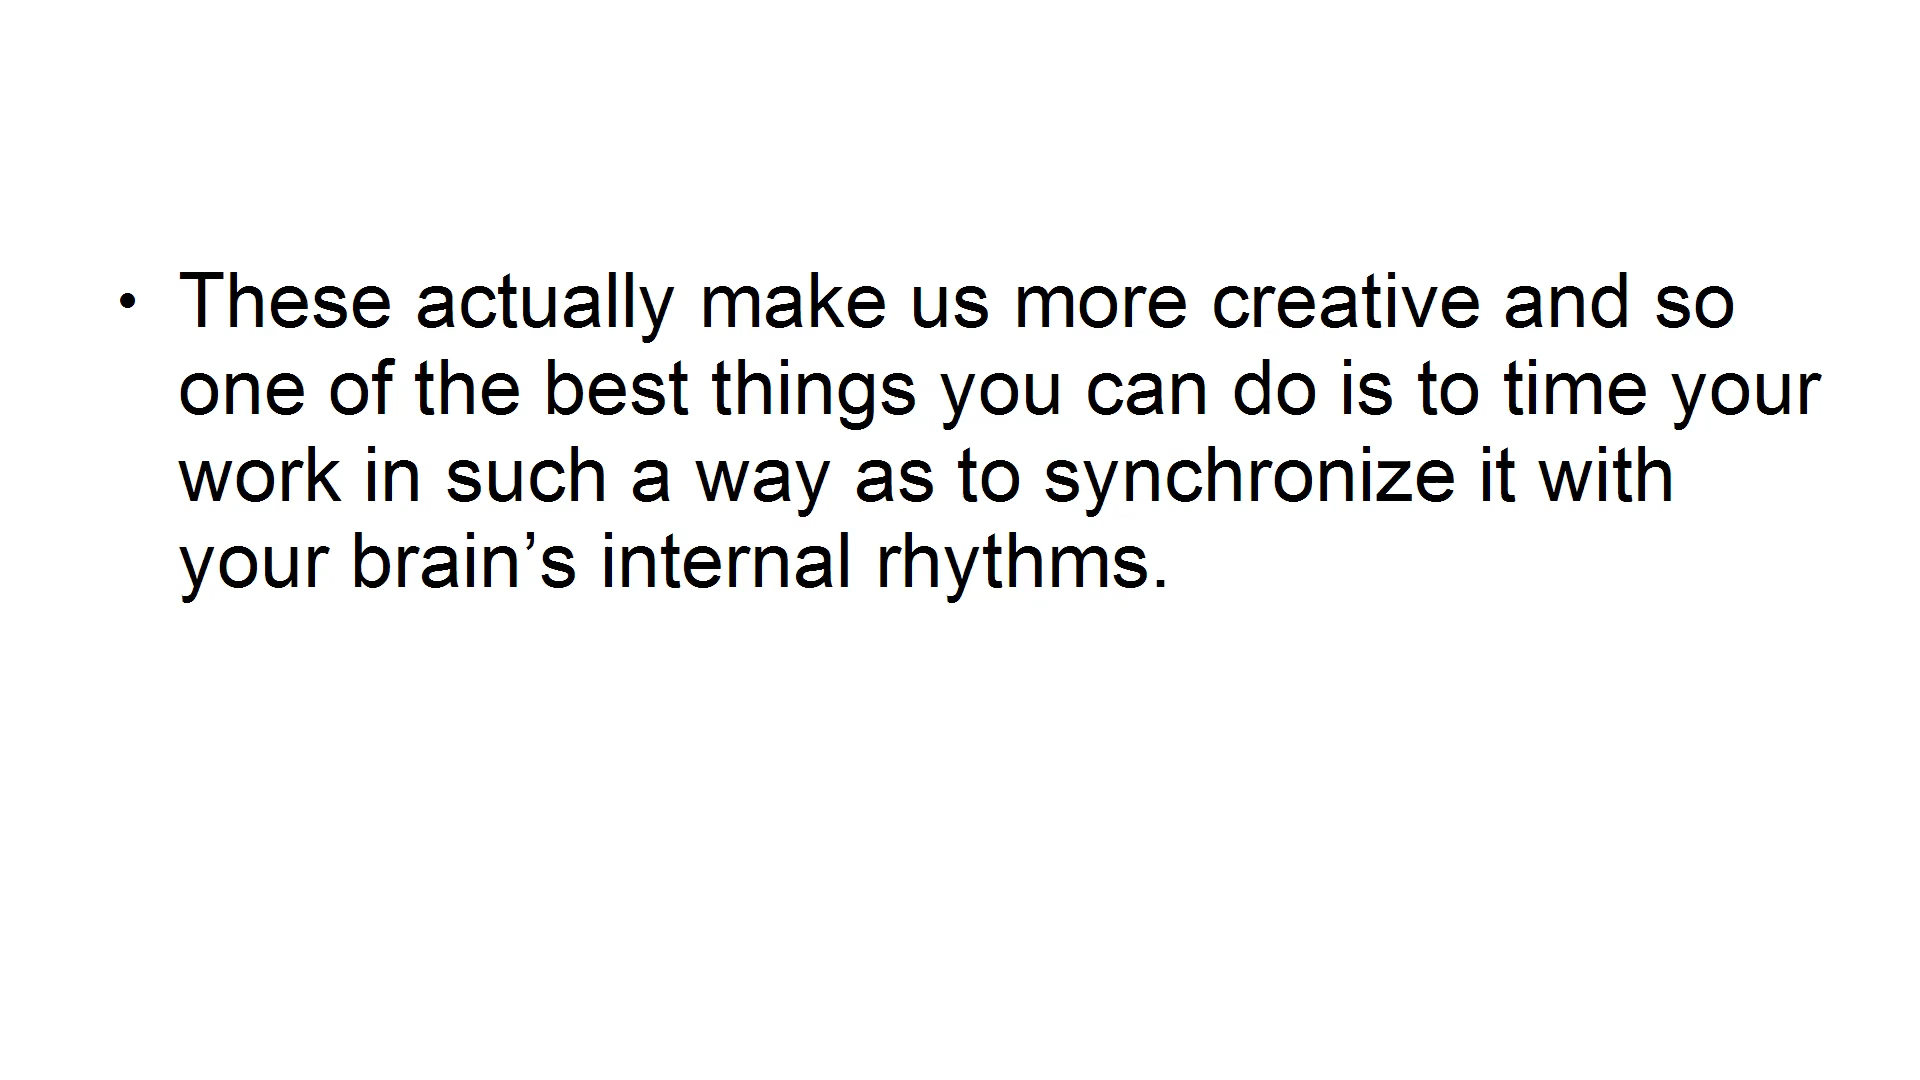 • These actually make us more creative and so
one of the best things you can do is to time your
work in such a way as to synchronize it with
your brain’s internal rhythms.